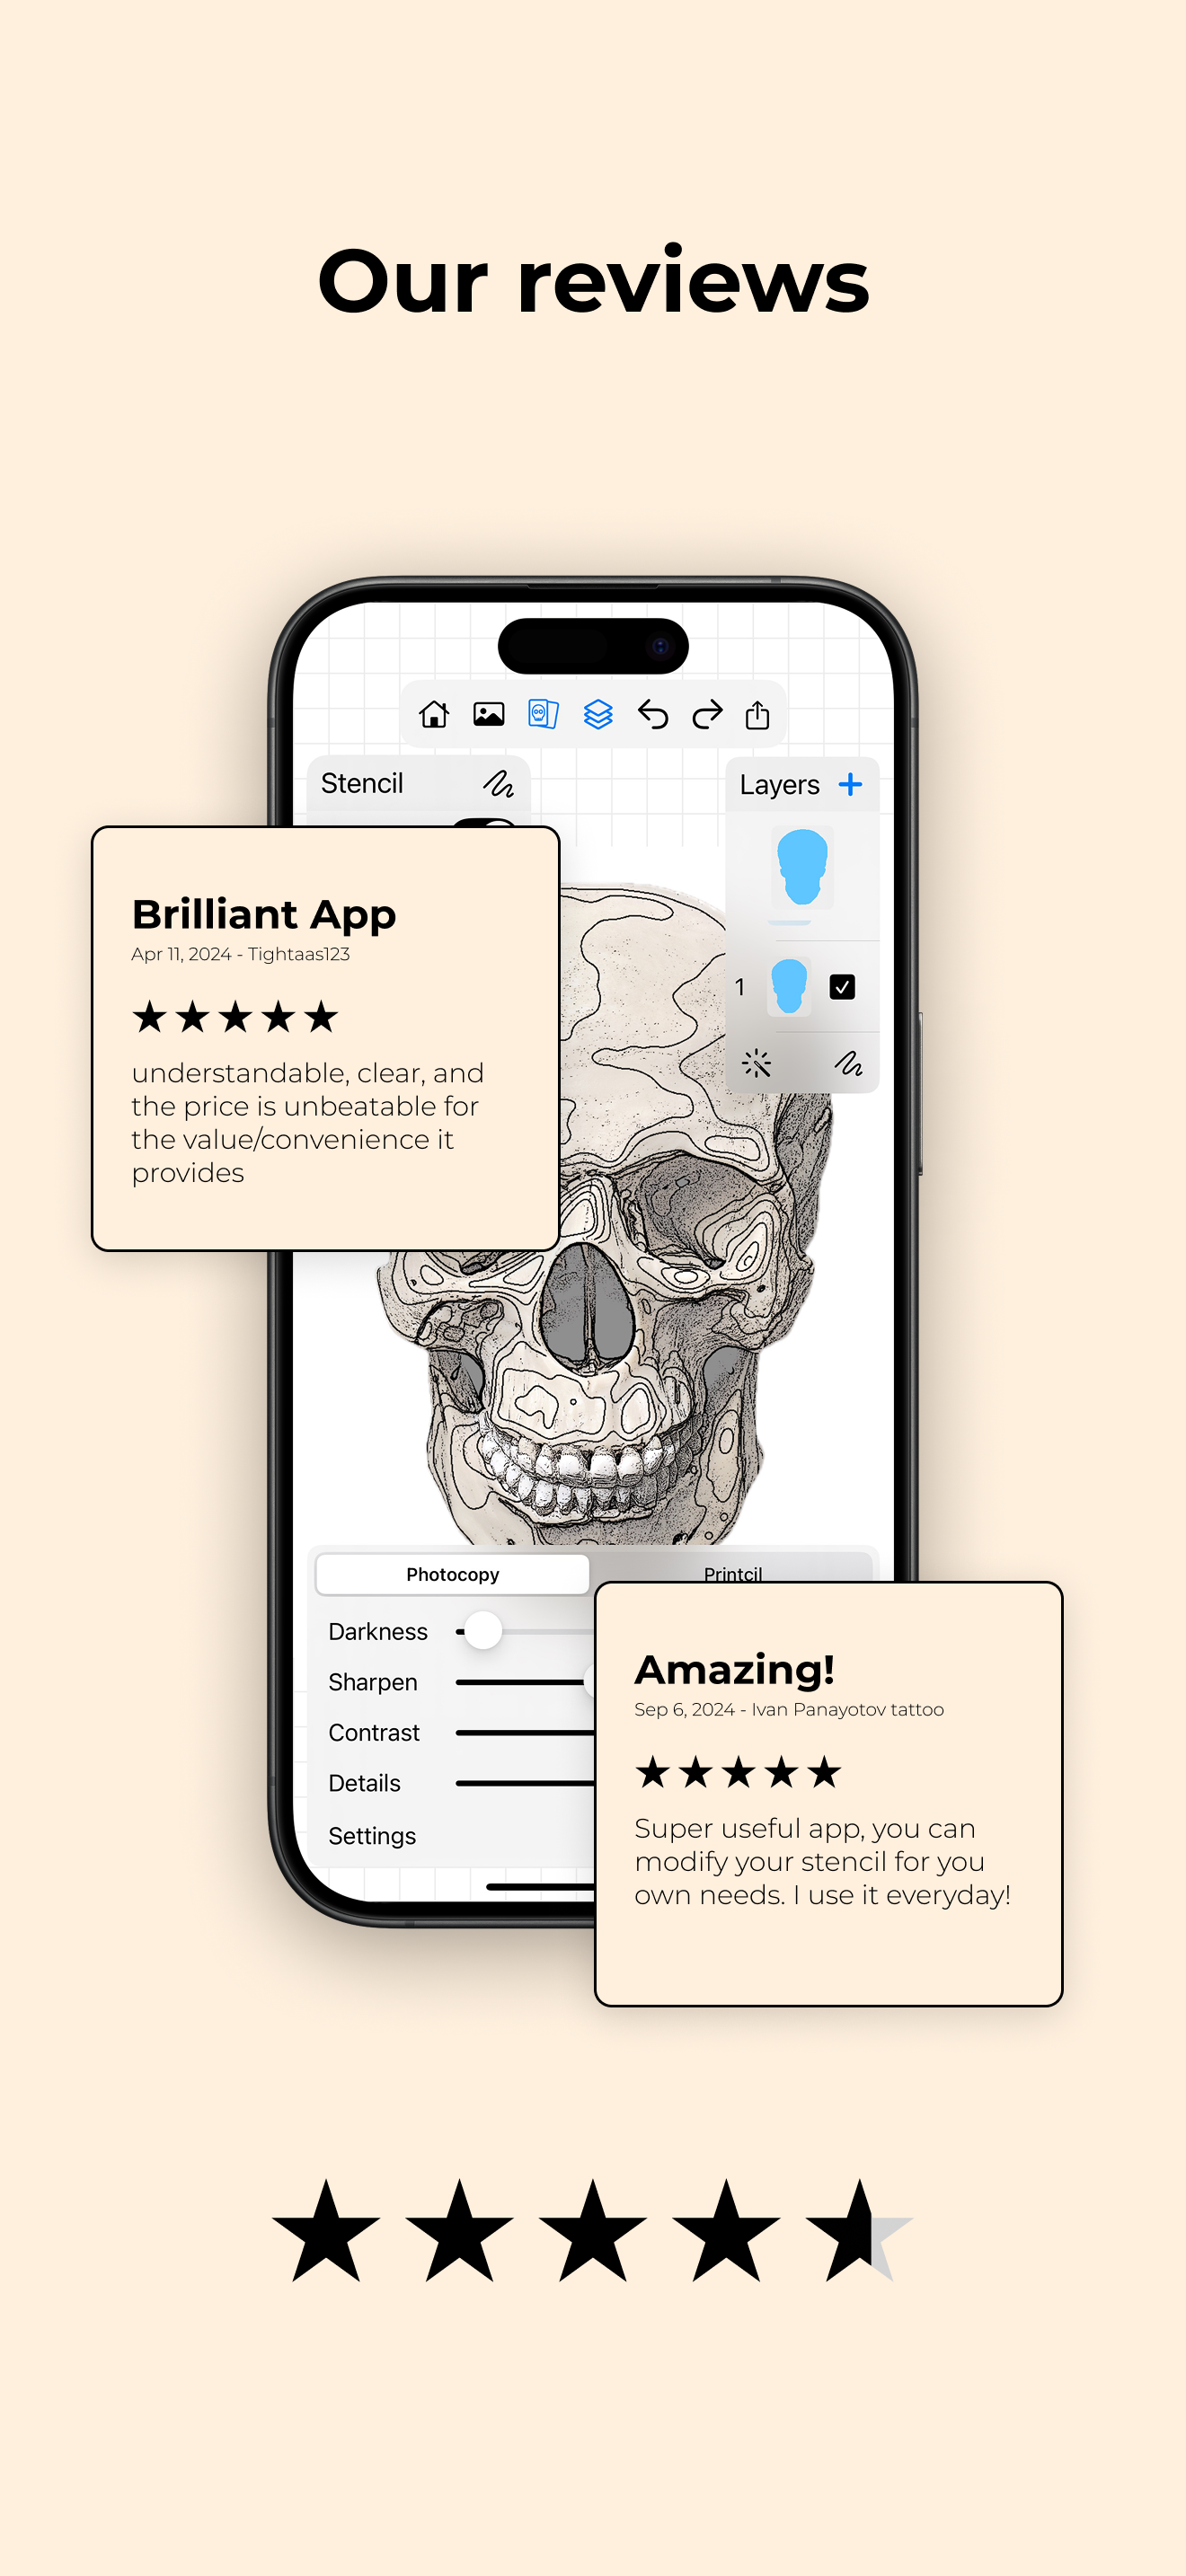 Our reviews
Stencil
Layers
Brilliant App
Apr 11, 2024 - Tightaas123
understandable, clear, and
the price is unbeatable for
the value/convenience it
provides
1
Photocopy
Printcil
Darkness
Sharpen
Contrast
Details
Settings
Amazing!
Sep 6, 2024 - Ivan Panayotov tattoo
Super useful app, you can
modify your stencil for you
own needs. I use it everyday!